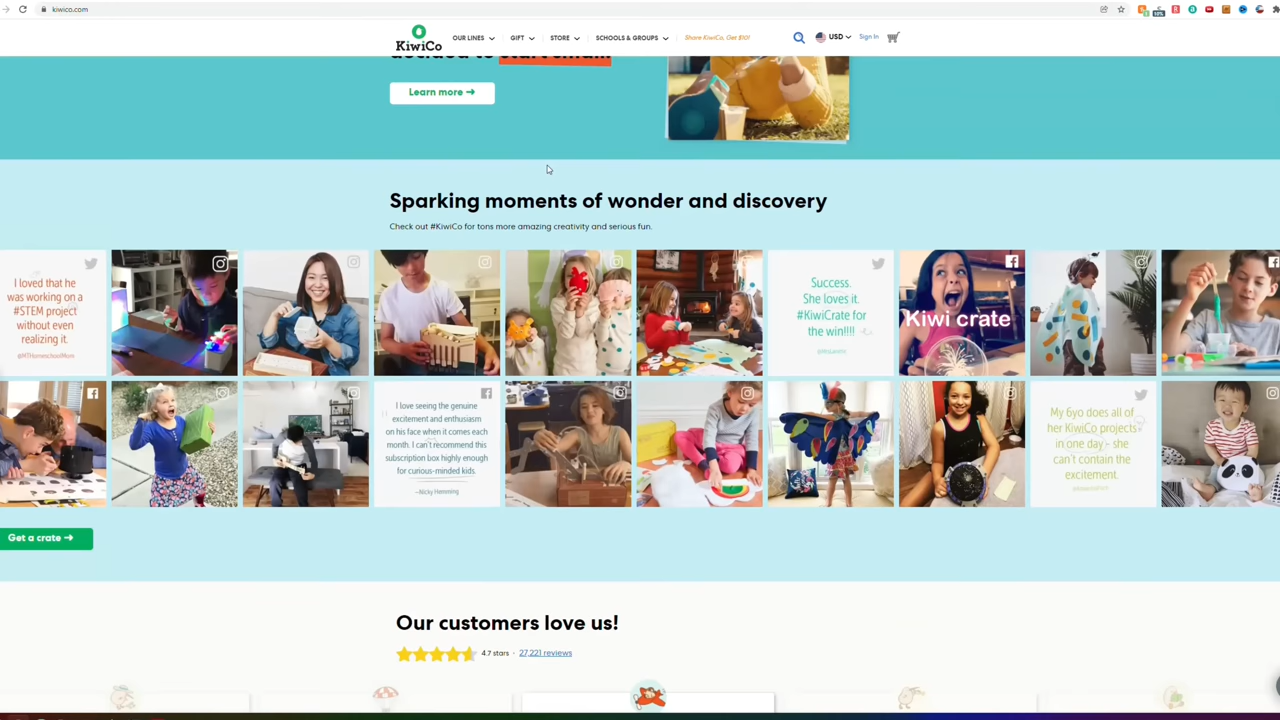 kiwico.com
KiwiCo
OUR LINES
GIFT
STORE
SCHOOLS & GROUPS
Share KiwiCo, Get $10!
USD
Sign In
decided to start small.
Learn more →
Sparking moments of wonder and discovery
Check out #KiwiCo for tons more amazing creativity and serious fun.
I loved that he
was working on a
#STEM project
without even
realizing it.
@HTHomeschoolMom
Success.
She loves it.
#KiwiCrate for
the win!!!!
Kiwi crate
I love seeing the genuine
excitement and enthusiasm
on his face when it comes each
month. I can't recommend this
subscription box highly enough
for curious-minded kids.
~Nicky Hemming
My 6yo does all of
her KiwiCo projects
in one day - she
can't contain the
excitement.
Get a crate →
Our customers love us!
4.7 stars · 27,221 reviews